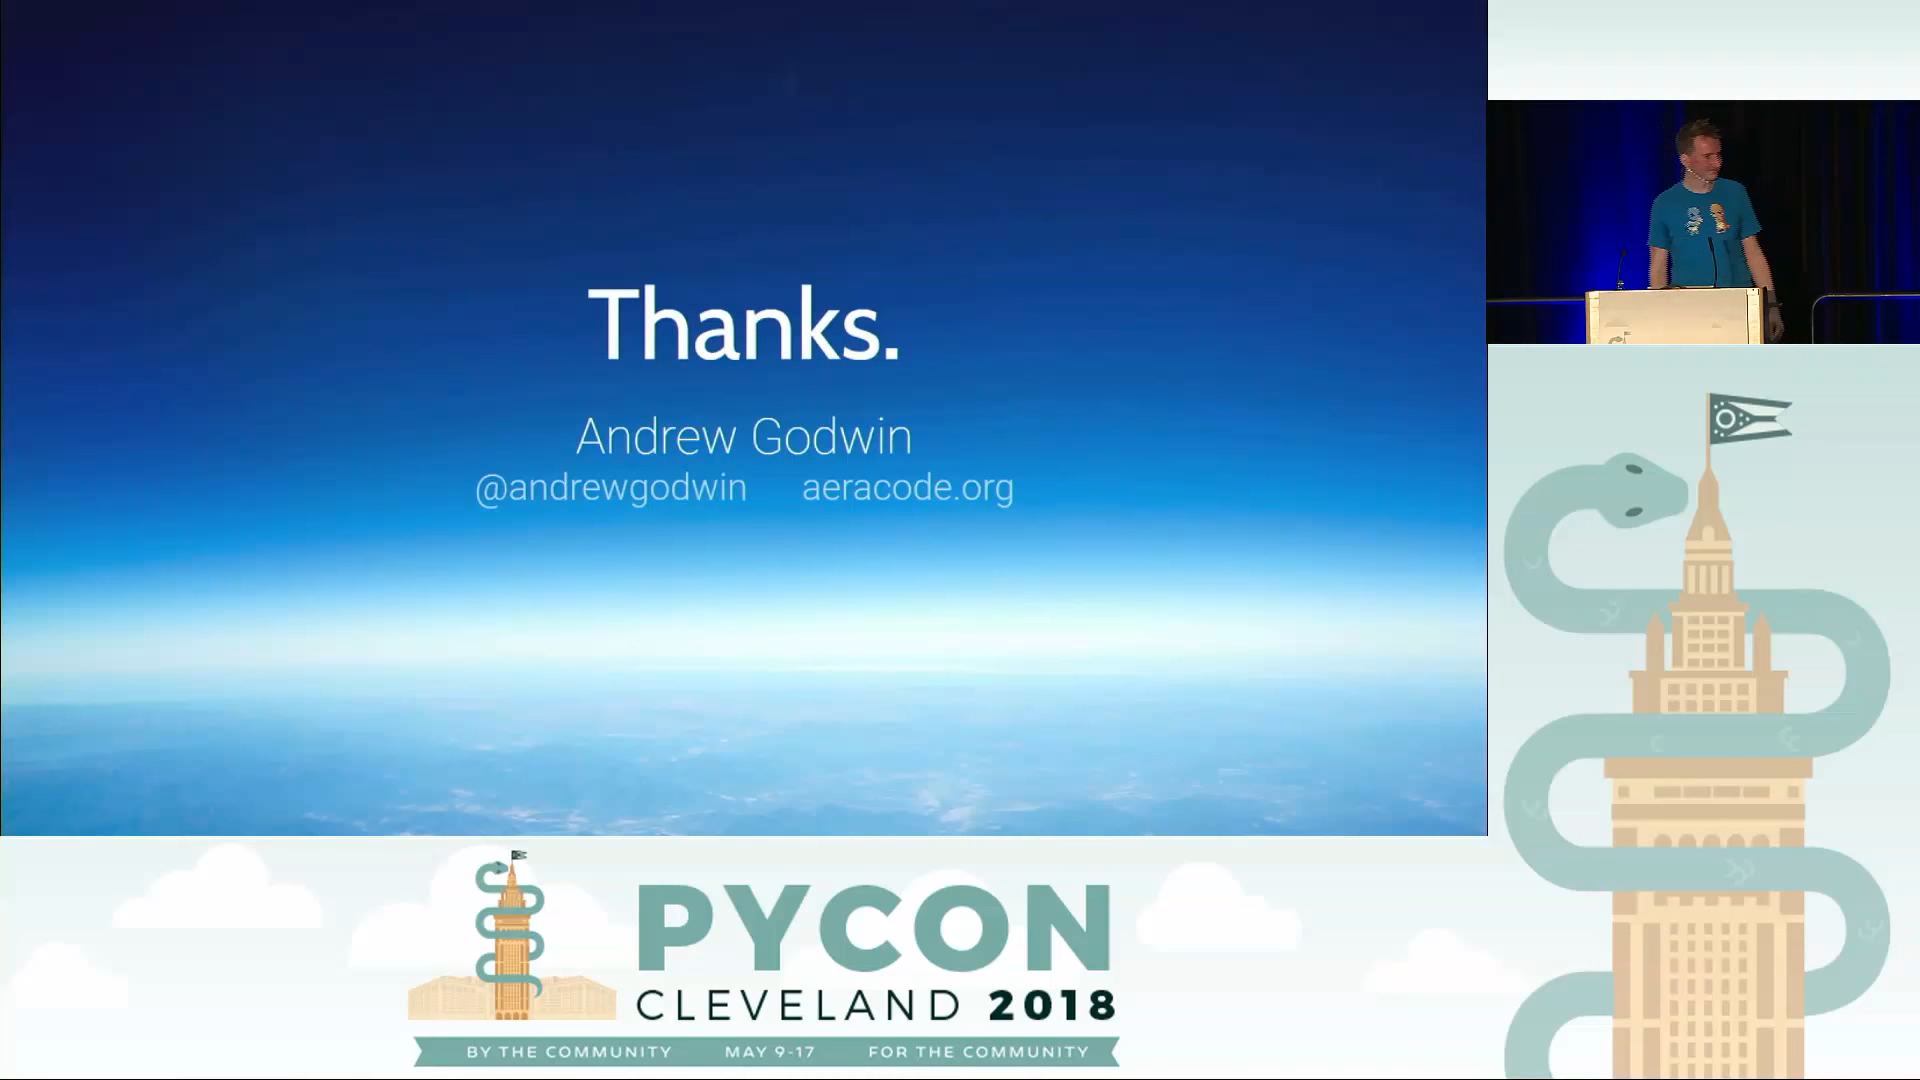 Thanks.
Andrew Godwin
@andrewgodwin aeracode.org
PYCON
CLEVELAND 2018
BY THE COMMUNITY MAY 9-17 FOR THE COMMUNITY